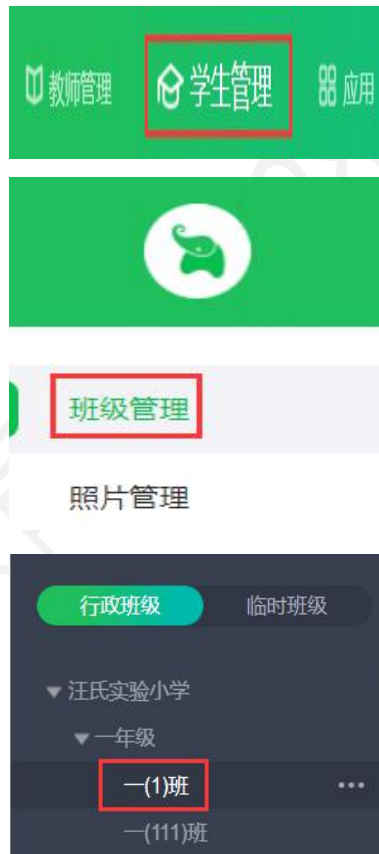 教师管理 学生管理 应用
班级管理
照片管理
行政班级 临时班级
汪氏实验小学
一年级
一(1)班
一(111)班